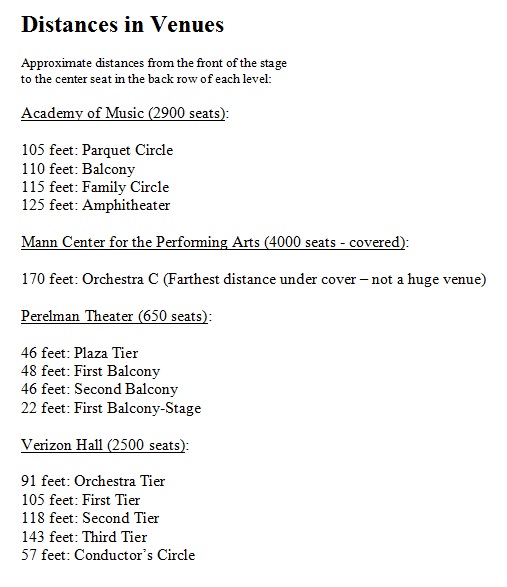 Distances in Venues
Approximate distances from the front of the stage
to the center seat in the back row of each level:
Academy of Music (2900 seats):
105 feet: Parquet Circle
110 feet: Balcony
115 feet: Family Circle
125 feet: Amphitheater
Mann Center for the Performing Arts (4000 seats - covered):
170 feet: Orchestra C (Farthest distance under cover – not a huge venue)
Perelman Theater (650 seats):
46 feet: Plaza Tier
48 feet: First Balcony
46 feet: Second Balcony
22 feet: First Balcony-Stage
Verizon Hall (2500 seats):
91 feet: Orchestra Tier
105 feet: First Tier
118 feet: Second Tier
143 feet: Third Tier
57 feet: Conductor’s Circle